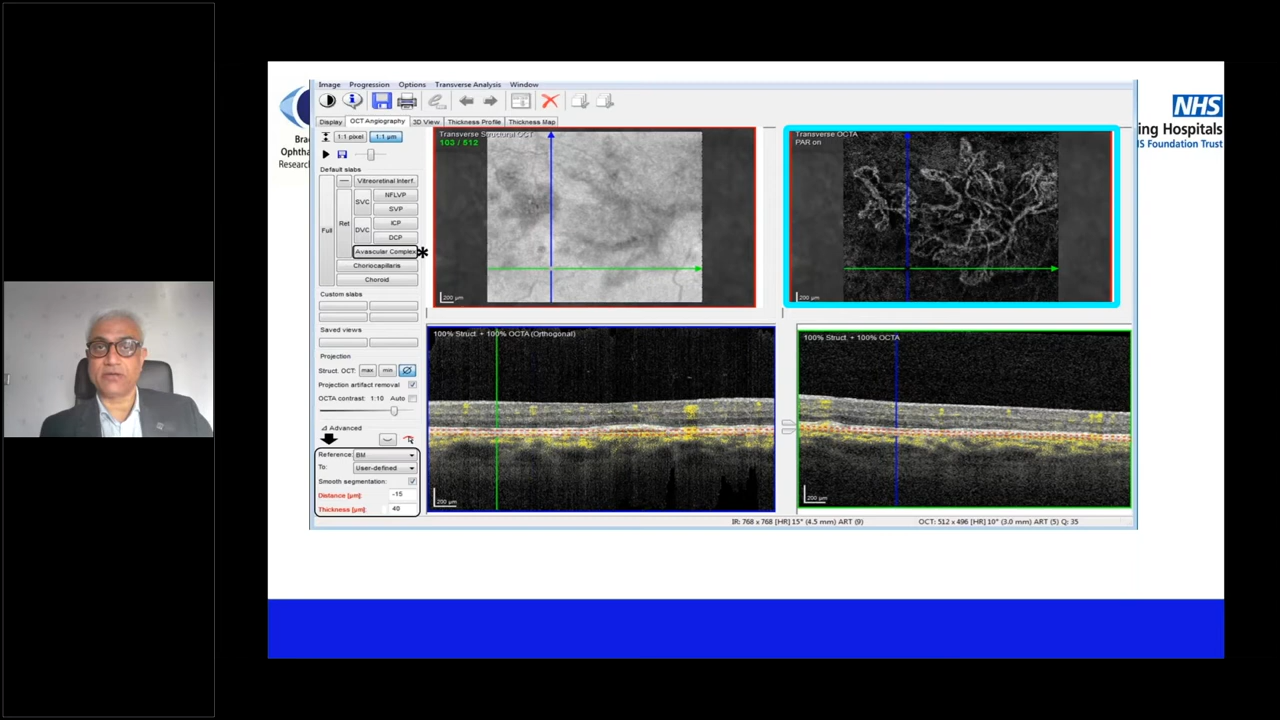 Image Progression Options Transverse Analysis Window
NHS
Brad
Ophtha
Research
ing Hospitals
HS Foundation Trust
Display OCT Angiography 3D View Thickness Profile Thickness Map
1:1 pixel 1:1 µm
Default slabs
Full
Ret
Vitreoretinal Interf.
SVC
NFLVP
SVP
DVC
ICP
DCP
Avascular Complex *
Choriocapillaris
Choroid
Custom slabs
Saved views
Projection
Struct. OCT: max min
Projection artifact removal
OCTA contrast: 1:10 Auto
Advanced
Reference: BM
To: User-defined
Smooth segmentation:
Distance [µm]: -15
Thickness [µm]: 40
Transverse Structural OCT
103 / 512
200 µm
Transverse OCTA
PAR on
200 µm
100% Struct. + 100% OCTA (Orthogonal)
200 µm
100% Struct + 100% OCTA
200 µm
IR: 768 x 768 [HR] 15° (4.5 mm) ART (9)
OCT: 512 x 496 [HR] 10° (3.0 mm) ART (5) Q: 35